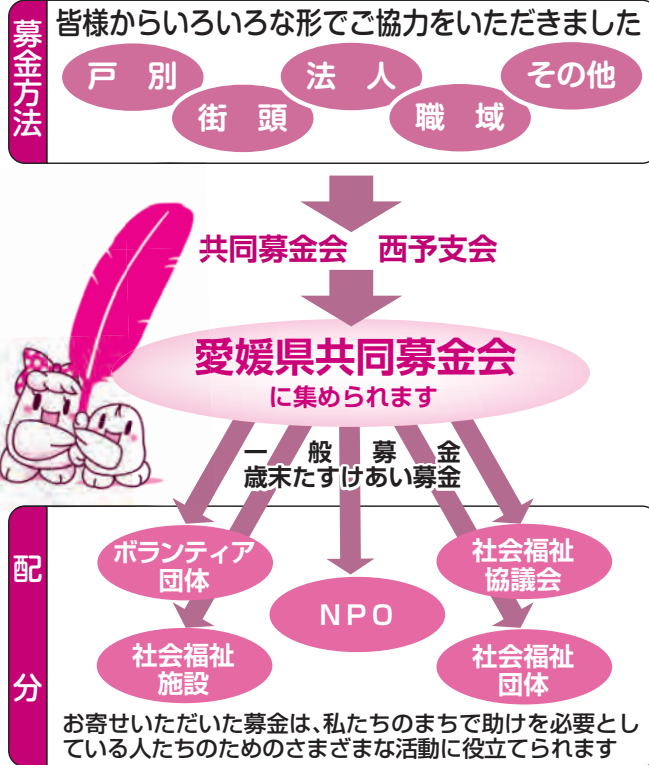 募金方法
皆様からいろいろな形でご協力をいただきました
戸別
法人
その他
街頭
職域
共同募金会 西予支会
愛媛県共同募金会
に集められます
一般募金
歳末たすけあい募金
配分
ボランティア
団体
社会福祉
協議会
NPO
社会福祉
施設
社会福祉
団体
お寄せいただいた募金は、私たちのまちで助けを必要とし
ている人たちのためのさまざまな活動に役立てられます